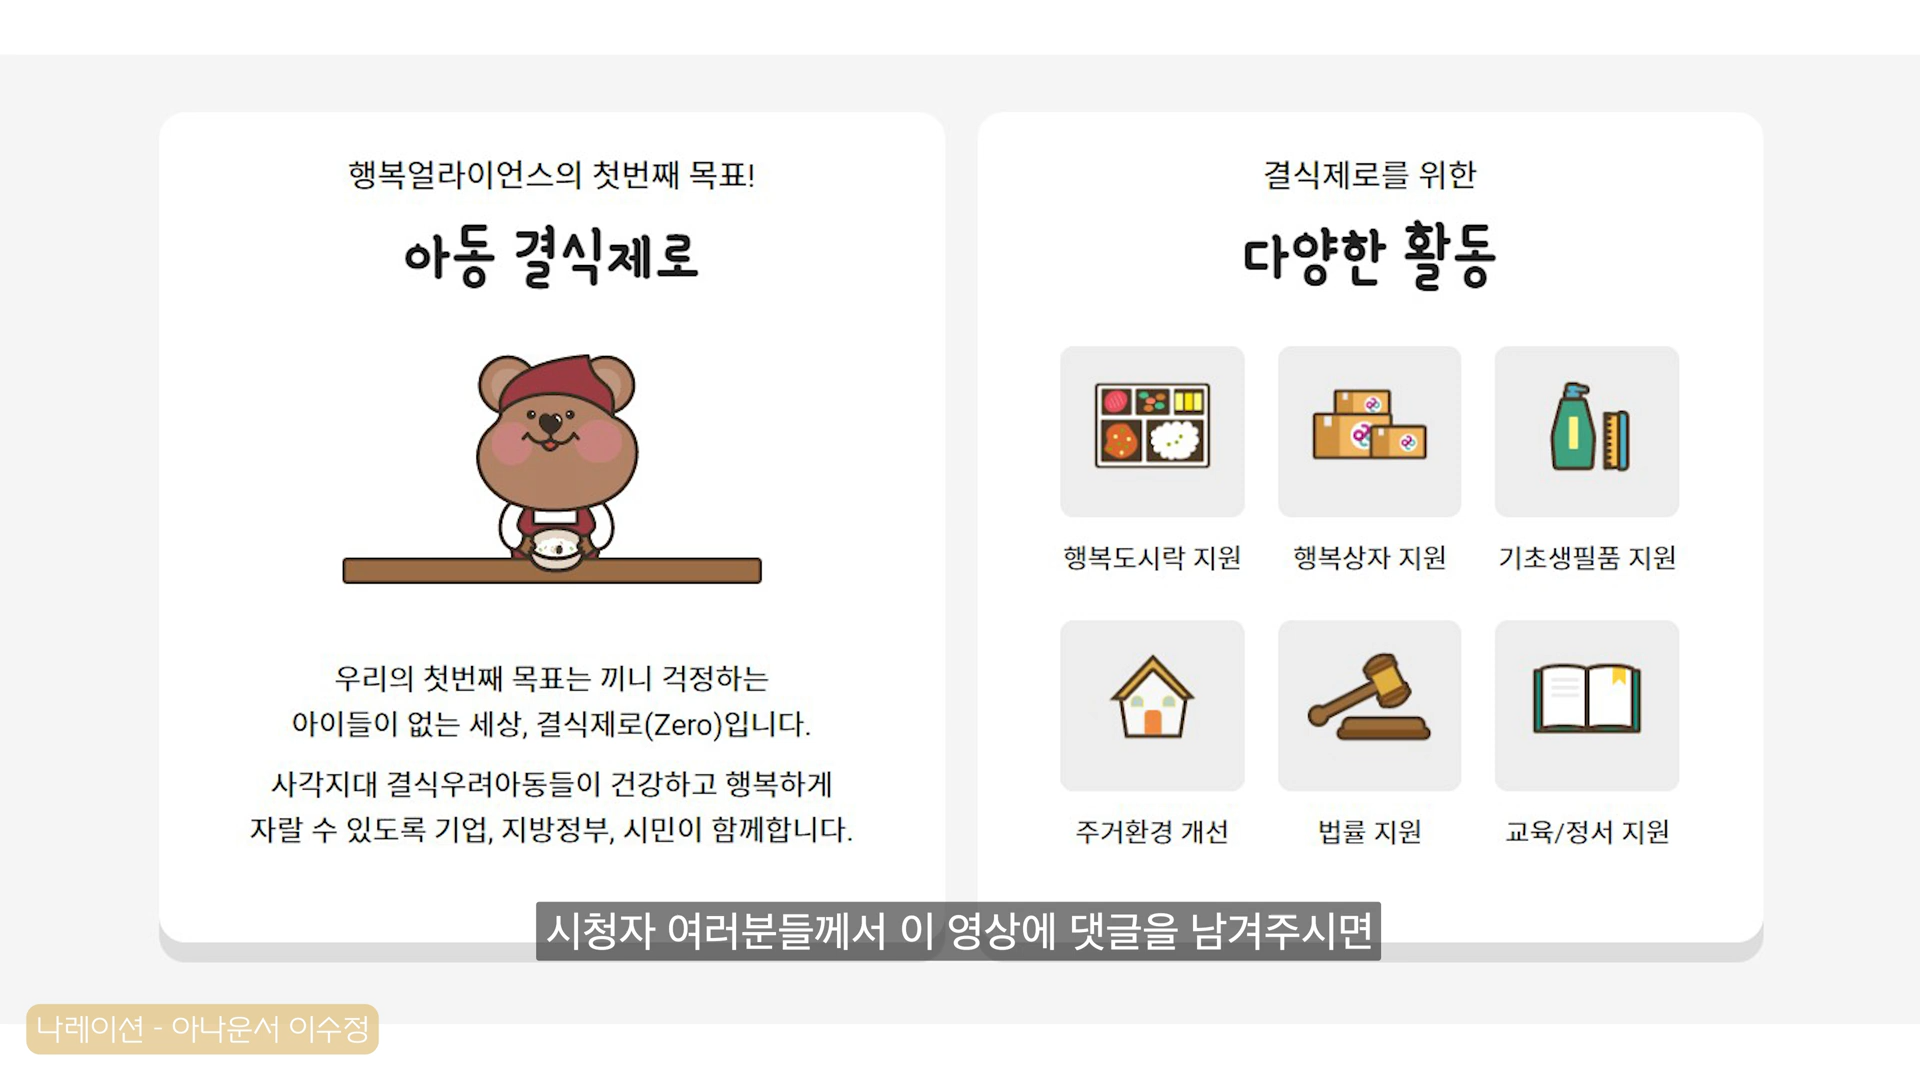 행복얼라이언스의 첫번째 목표!
아동 결식제로
우리의 첫번째 목표는 끼니 걱정하는
아이들이 없는 세상, 결식제로(Zero)입니다.
사각지대 결식우려아동들이 건강하고 행복하게
자랄 수 있도록 기업, 지방정부, 시민이 함께합니다.
결식제로를 위한
다양한 활동
행복도시락 지원
행복상자 지원
기초생필품 지원
주거환경 개선
법률 지원
교육/정서 지원
시청자 여러분들께서 이 영상에 댓글을 남겨주시면
나레이션 - 아나운서 이수정